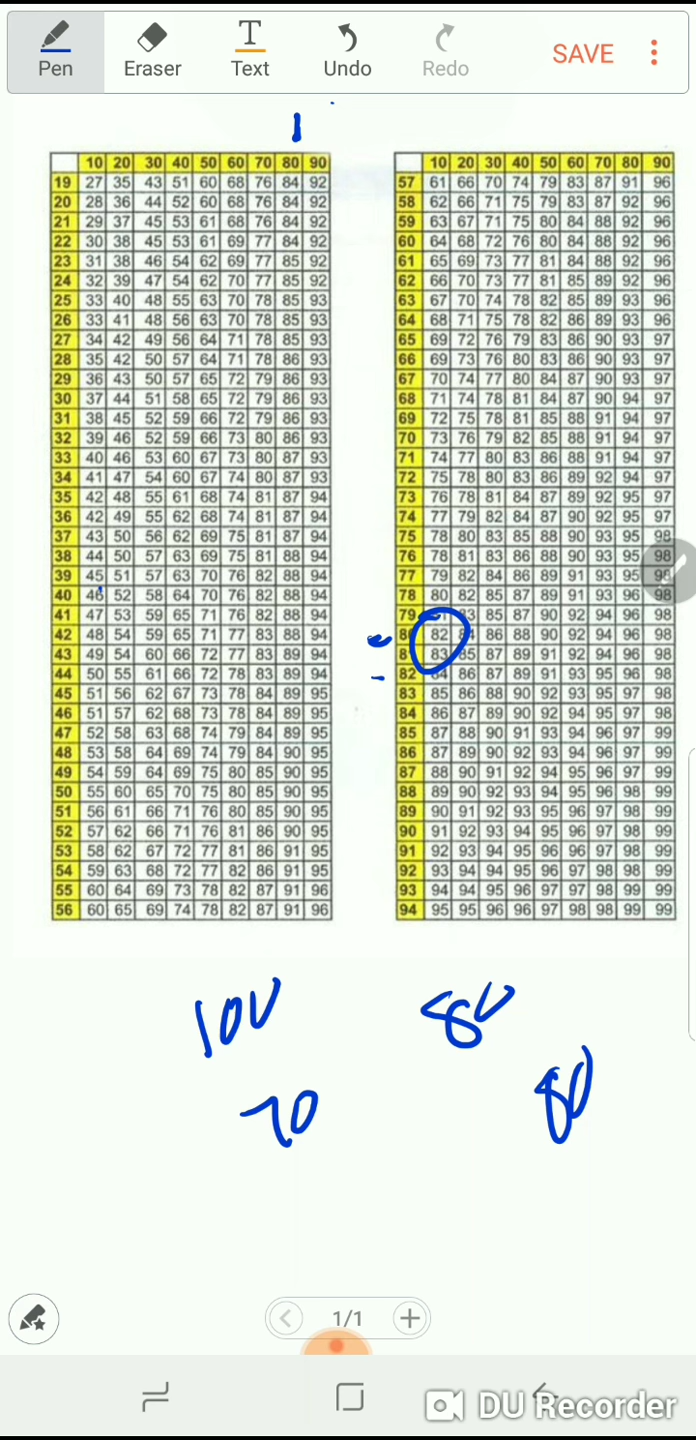 Pen Eraser Text Undo Redo SAVE
1
10 20 30 40 50 60 70 80 90
19 27 35 43 51 60 68 76 84 92
20 28 36 44 52 60 68 76 84 92
21 29 37 45 53 61 68 76 84 92
22 30 38 45 53 61 69 77 84 92
23 31 38 46 54 62 69 77 85 92
24 32 39 47 54 62 70 77 85 92
25 33 40 48 55 63 70 78 85 93
26 33 41 48 56 63 70 78 85 93
27 34 42 49 56 64 71 78 85 93
28 35 42 50 57 64 71 78 86 93
29 36 43 50 57 65 72 79 86 93
30 37 44 51 58 65 72 79 86 93
31 38 45 52 59 66 72 79 86 93
32 39 46 52 59 66 73 80 86 93
33 40 46 53 60 67 73 80 87 93
34 41 47 54 60 67 74 80 87 93
35 42 48 55 61 68 74 81 87 94
36 42 49 55 62 68 74 81 87 94
37 43 50 56 62 69 75 81 87 94
38 44 50 57 63 69 75 81 88 94
39 45 51 57 63 70 76 82 88 94
40 46 52 58 64 70 76 82 88 94
41 47 53 59 65 71 76 82 88 94
42 48 54 59 65 71 77 83 88 94
43 49 54 60 66 72 77 83 89 94
44 50 55 61 66 72 78 83 89 94
45 51 56 62 67 73 78 84 89 95
46 51 57 62 68 73 78 84 89 95
47 52 58 63 68 74 79 84 89 95
48 53 58 64 69 74 79 84 90 95
49 54 59 64 69 75 80 85 90 95
50 55 60 65 70 75 80 85 90 95
51 56 61 66 71 76 80 85 90 95
52 57 62 66 71 76 81 86 90 95
53 58 62 67 72 77 81 86 91 95
54 59 63 68 72 77 82 86 91 95
55 60 64 69 73 78 82 87 91 96
56 60 65 69 74 78 82 87 91 96
10 20 30 40 50 60 70 80 90
57 61 66 70 74 79 83 87 91 96
58 62 66 71 75 79 83 87 92 96
59 63 67 71 75 80 84 88 92 96
60 64 68 72 76 80 84 88 92 96
61 65 69 73 77 81 84 88 92 96
62 66 70 73 77 81 85 89 92 96
63 67 70 74 78 82 85 89 93 96
64 68 71 75 78 82 86 89 93 96
65 69 72 76 79 83 86 90 93 97
66 69 73 76 80 83 86 90 93 97
67 70 74 77 80 84 87 90 93 97
68 71 74 78 81 84 87 90 94 97
69 72 75 78 81 85 88 91 94 97
70 73 76 79 82 85 88 91 94 97
71 74 77 80 83 86 88 91 94 97
72 75 78 80 83 86 89 92 94 97
73 76 78 81 84 87 89 92 95 97
74 77 79 82 84 87 90 92 95 97
75 78 80 83 85 88 90 93 95 98
76 78 81 83 86 88 90 93 95 98
77 79 82 84 86 89 91 93 95 98
78 80 82 85 87 89 91 93 96 98
79 85 87 90 92 94 96 98
82 84 86 88 90 92 94 96 98
83 85 87 89 91 92 94 96 98
82 84 86 87 89 91 93 95 96 98
83 85 86 88 90 92 93 95 97 98
84 86 87 89 90 92 94 95 97 98
85 87 88 90 91 93 94 96 97 99
86 87 89 90 92 93 94 96 97 99
87 88 90 91 92 94 95 96 97 99
88 89 90 92 93 94 95 96 98 99
89 90 91 92 93 95 96 97 98 99
90 91 92 93 94 95 96 97 98 99
91 92 93 94 95 96 96 97 98 99
92 93 94 94 95 96 97 98 98 99
93 94 94 95 96 97 97 98 99 99
94 95 95 96 96 97 98 98 99 99
100 80
20 80
1/1
DU Recorder